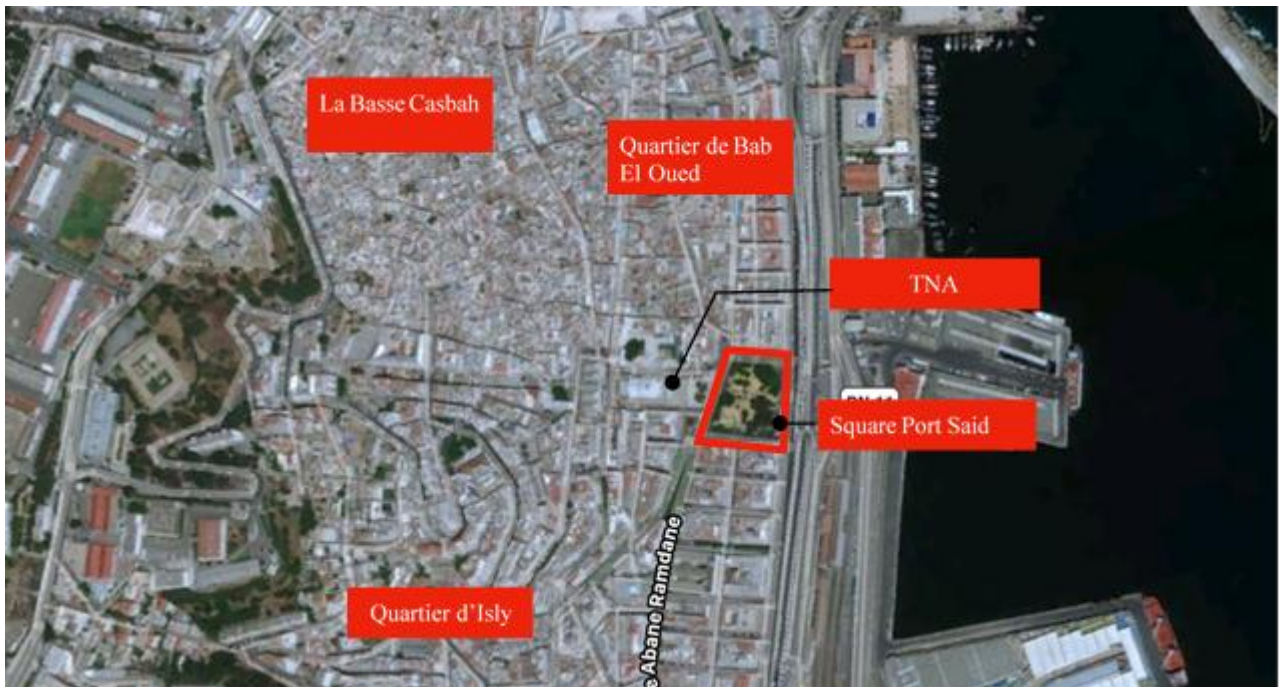 La Basse Casbah
Quartier de Bab
El Oued
TNA
Square Port Said
Quartier d’Isly
e Abane Ramdane